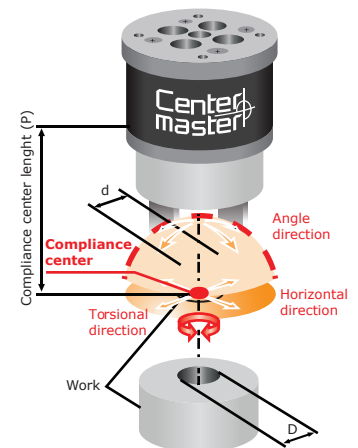 Center
master
Compliance center lenght (P)
d
Angle
direction
Compliance
center
Torsional
direction
Horizontal
direction
Work
D